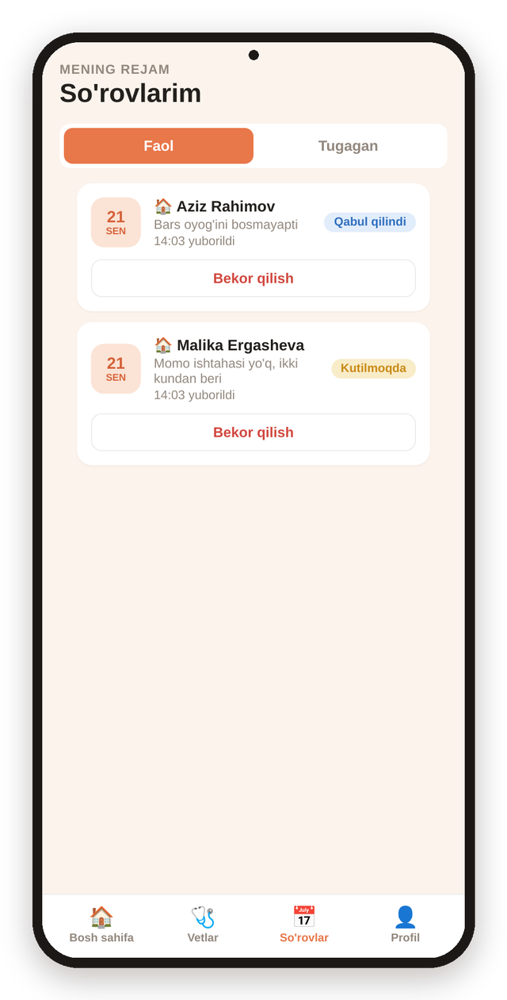 MENING REJAM
So'rovlarim
Faol
Tugagan
21
SEN
Aziz Rahimov
Bars oyog'ini bosmayapti
14:03 yuborildi
Qabul qilindi
Bekor qilish
21
SEN
Malika Ergasheva
Momo ishtahasi yo'q, ikki
kundan beri
14:03 yuborildi
Kutilmoqda
Bekor qilish
Bosh sahifa
Vetlar
July
17
So'rovlar
Profil